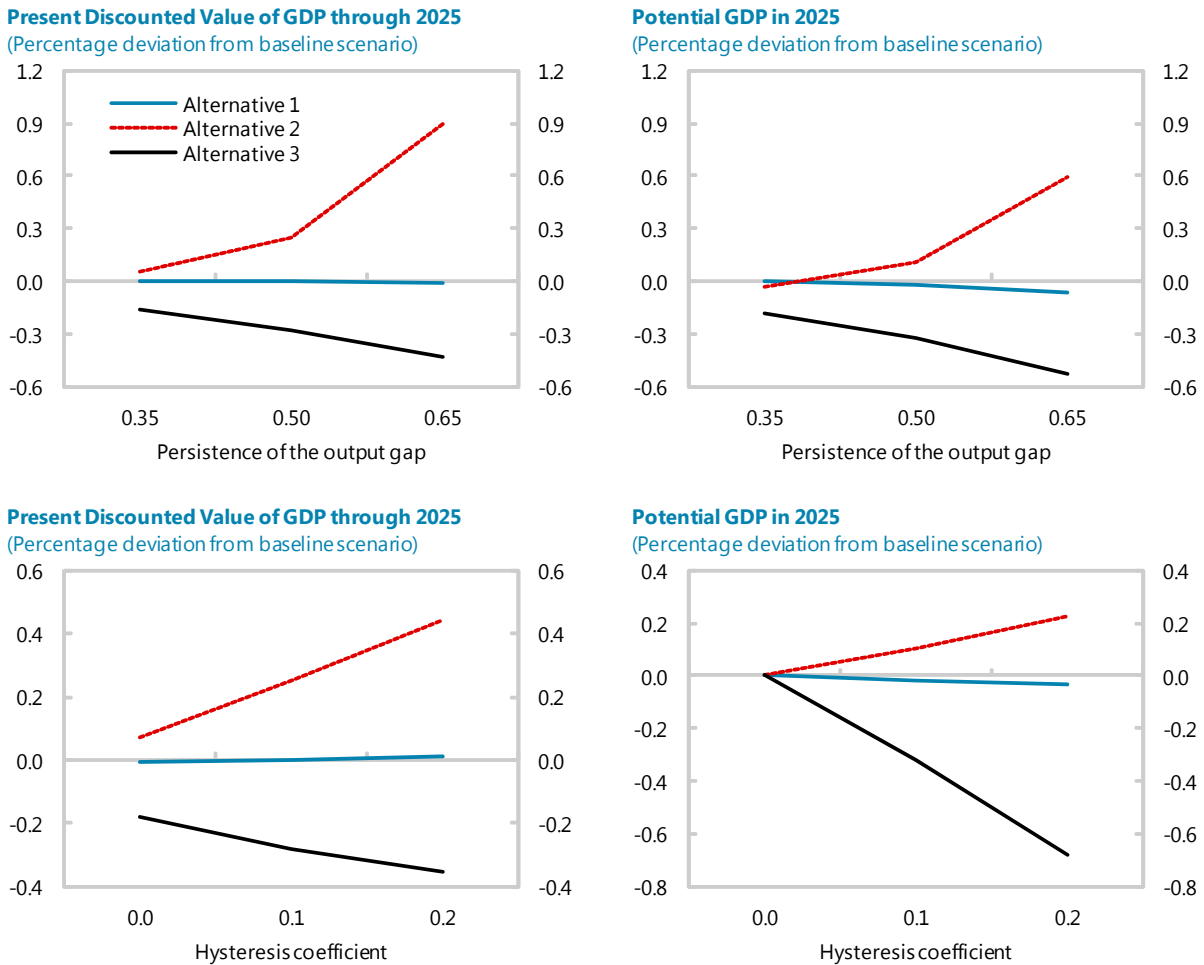 Present Discounted Value of GDP through 2025
(Percentage deviation from baseline scenario)
1.2
0.9
0.6
0.3
0.0
-0.3
-0.6
1.2
0.9
0.6
0.3
0.0
-0.3
-0.6
Alternative 1
Alternative 2
Alternative 3
0.35 0.50 0.65
Persistence of the output gap
Potential GDP in 2025
(Percentage deviation from baseline scenario)
1.2
0.9
0.6
0.3
0.0
-0.3
-0.6
1.2
0.9
0.6
0.3
0.0
-0.3
-0.6
0.35 0.50 0.65
Persistence of the output gap
Present Discounted Value of GDP through 2025
(Percentage deviation from baseline scenario)
0.6
0.4
0.2
0.0
-0.2
-0.4
0.6
0.4
0.2
0.0
-0.2
-0.4
0.0 0.1 0.2
Hysteresis coefficient
Potential GDP in 2025
(Percentage deviation from baseline scenario)
0.4
0.2
0.0
-0.2
-0.4
-0.6
-0.8
0.4
0.2
0.0
-0.2
-0.4
-0.6
-0.8
0.0 0.1 0.2
Hysteresis coefficient